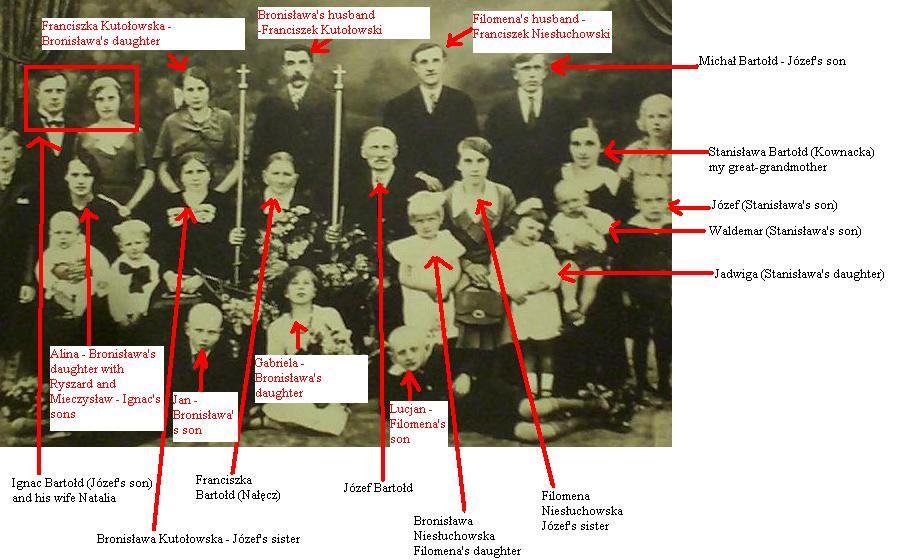 Franciszka Kutołowska -
Bronisława's daughter
Bronisława's husband
-Franciszek Kutołowski
Filomena's husband -
Franciszek Niesłuchowski
Michał Bartołd - Józef's son
Stanisława Bartołd (Kownacka)
my great-grandmother
Józef (Stanisława's son)
Waldemar (Stanisława's son)
Jadwiga (Stanisława's daughter)
Alina - Bronisława's
daughter with
Ryszard and
Mieczysław - Ignac's
sons
Jan -
Bronisława'
s son
Gabriela -
Bronisława's
daughter
Lucjan -
Filomena's
son
Ignac Bartołd (Józef's son)
and his wife Natalia
Bronisława Kutołowska - Józef's sister
Franciszka
Bartołd (Nałęcz)
Józef Bartołd
Bronisława
Niesłuchowska
Filomena's daughter
Filomena
Niesłuchowska
Józef's sister